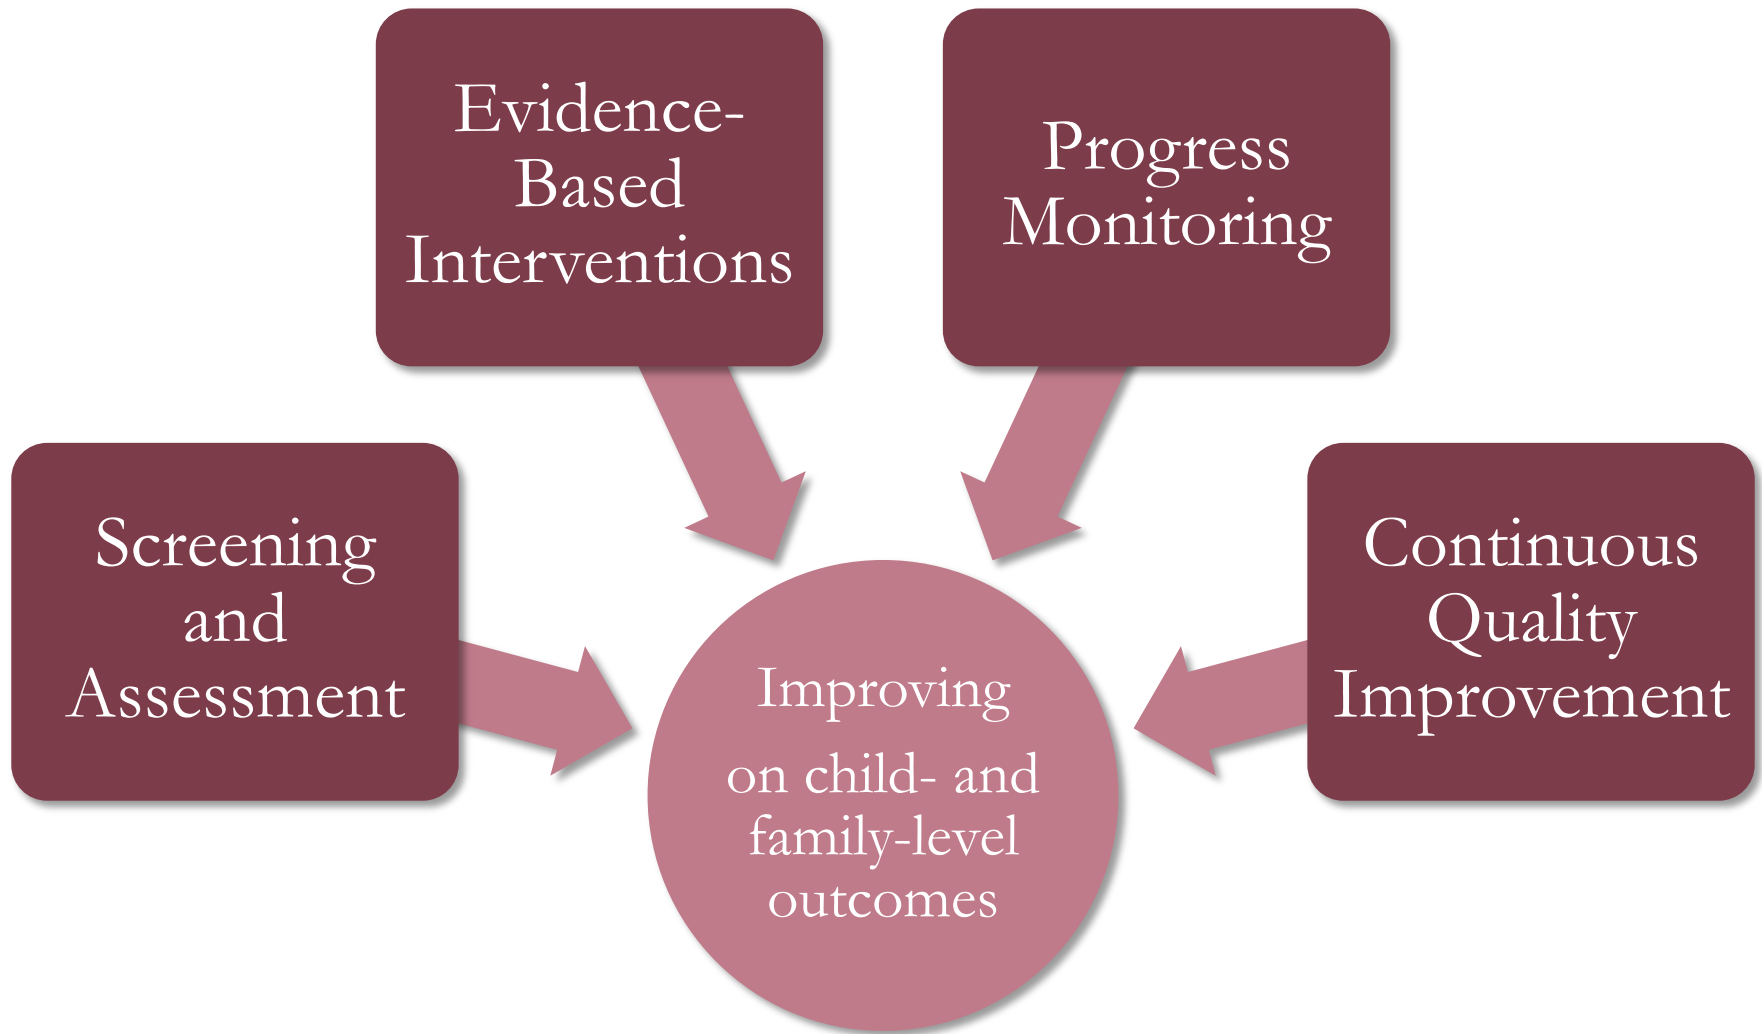 Evidence-
Based
Interventions
Progress
Monitoring
Screening
and
Assessment
Continuous
Quality
Improvement
Improving
on child- and
family-level
outcomes